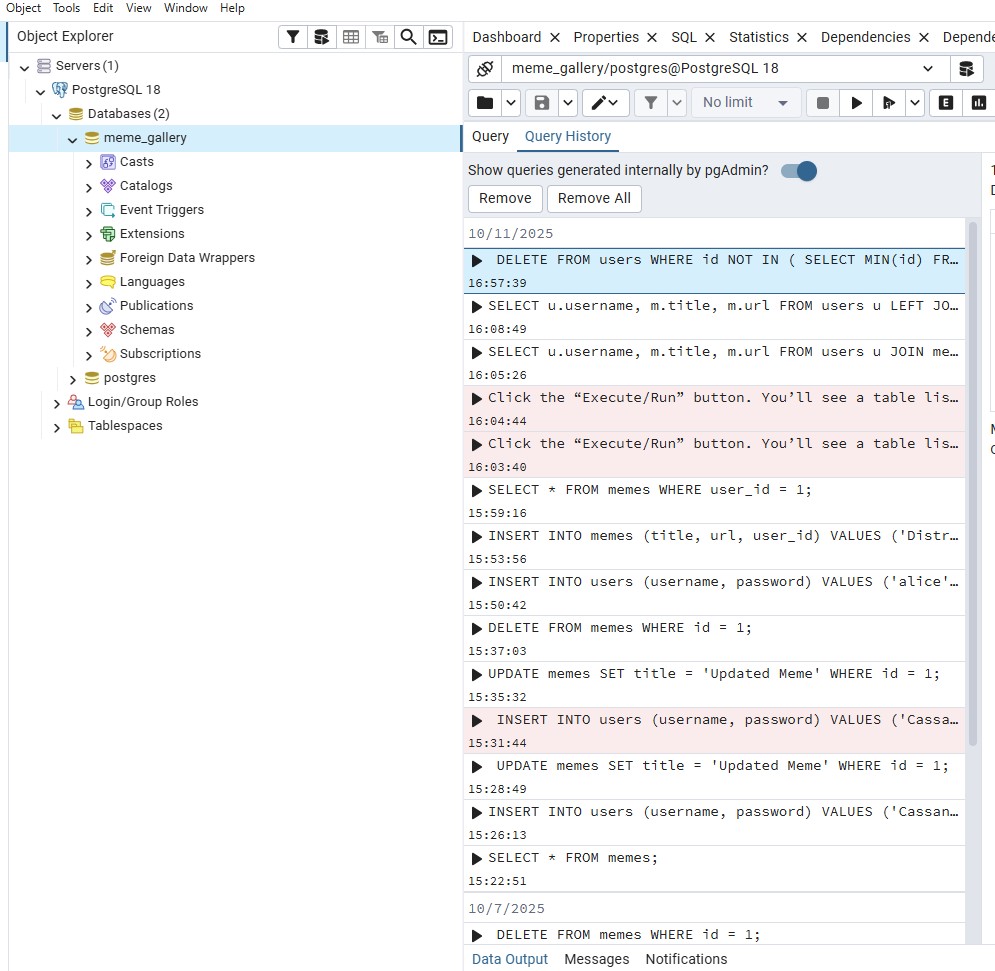 Object Tools Edit View Window Help
Object Explorer
Servers (1)
PostgreSQL 18
Databases (2)
meme_gallery
Casts
Catalogs
Event Triggers
Extensions
Foreign Data Wrappers
Languages
Publications
Schemas
Subscriptions
postgres
Login/Group Roles
Tablespaces
Dashboard Properties SQL Statistics Dependencies Depende
meme_gallery/postgres@PostgreSQL 18
No limit
E
Query Query History
Show queries generated internally by pgAdmin?
Remove Remove All
10/11/2025
DELETE FROM users WHERE id NOT IN ( SELECT MIN(id) FR…
16:57:39
SELECT u.username, m.title, m.url FROM users u LEFT JO…
16:08:49
SELECT u.username, m.title, m.url FROM users u JOIN me…
16:05:26
Click the “Execute/Run” button. You’ll see a table lis…
16:04:44
Click the “Execute/Run” button. You’ll see a table lis…
16:03:40
SELECT * FROM memes WHERE user_id = 1;
15:59:16
INSERT INTO memes (title, url, user_id) VALUES ('Distr…
15:53:56
INSERT INTO users (username, password) VALUES ('alice'…
15:50:42
DELETE FROM memes WHERE id = 1;
15:37:03
UPDATE memes SET title = 'Updated Meme' WHERE id = 1;
15:35:32
INSERT INTO users (username, password) VALUES ('Cassa…
15:31:44
UPDATE memes SET title = 'Updated Meme' WHERE id = 1;
15:28:49
INSERT INTO users (username, password) VALUES ('Cassan…
15:26:13
SELECT * FROM memes;
15:22:51
10/7/2025
DELETE FROM memes WHERE id = 1;
Data Output Messages Notifications